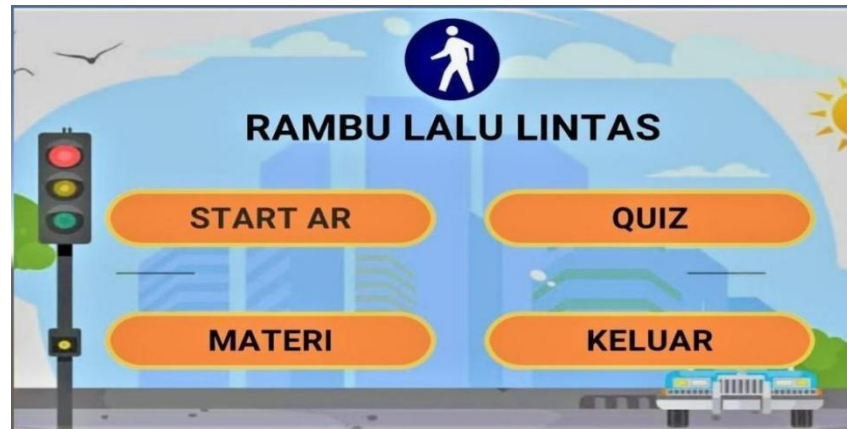 RAMBU LALU LINTAS
START AR
QUIZ
MATERI
KELUAR